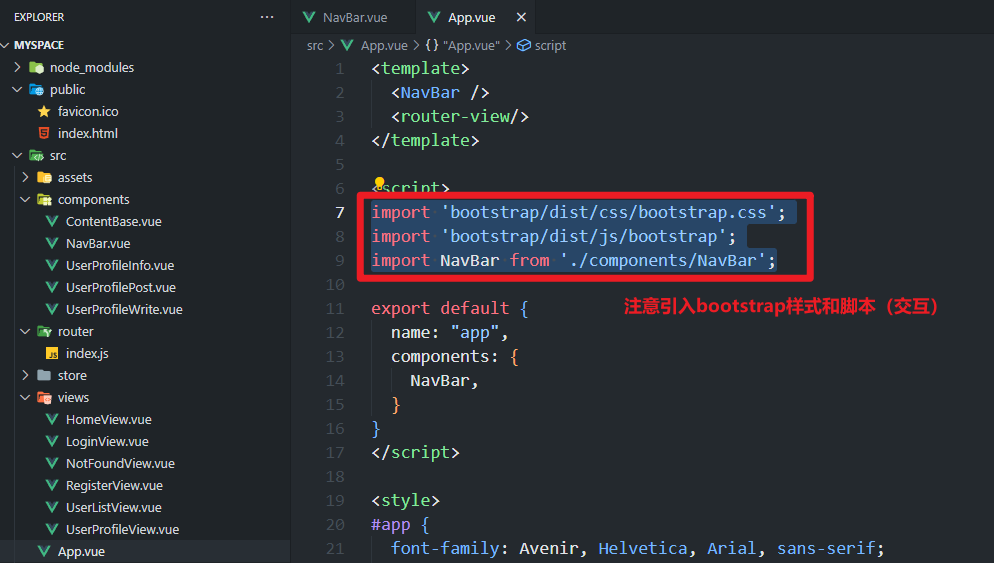 EXPLORER
MYSPACE
node_modules
public
favicon.ico
index.html
src
assets
components
ContentBase.vue
NavBar.vue
UserProfileInfo.vue
UserProfilePost.vue
UserProfileWrite.vue
router
index.js
store
views
HomeView.vue
LoginView.vue
NotFoundView.vue
RegisterView.vue
UserListView.vue
UserProfileView.vue
App.vue
NavBar.vue App.vue
src > App.vue > {} "App.vue" > script
1 <template>
2 <NavBar />
3 <router-view/>
4 </template>
5
6 <script>
7 import 'bootstrap/dist/css/bootstrap.css';
8 import 'bootstrap/dist/js/bootstrap';
9 import NavBar from './components/NavBar';
10
11 export default {
12 name: "app",
13 components: {
14 NavBar,
15 }
16 }
17 </script>
18
19 <style>
20 #app {
21 font-family: Avenir, Helvetica, Arial, sans-serif;
注意引入bootstrap样式和脚本（交互）